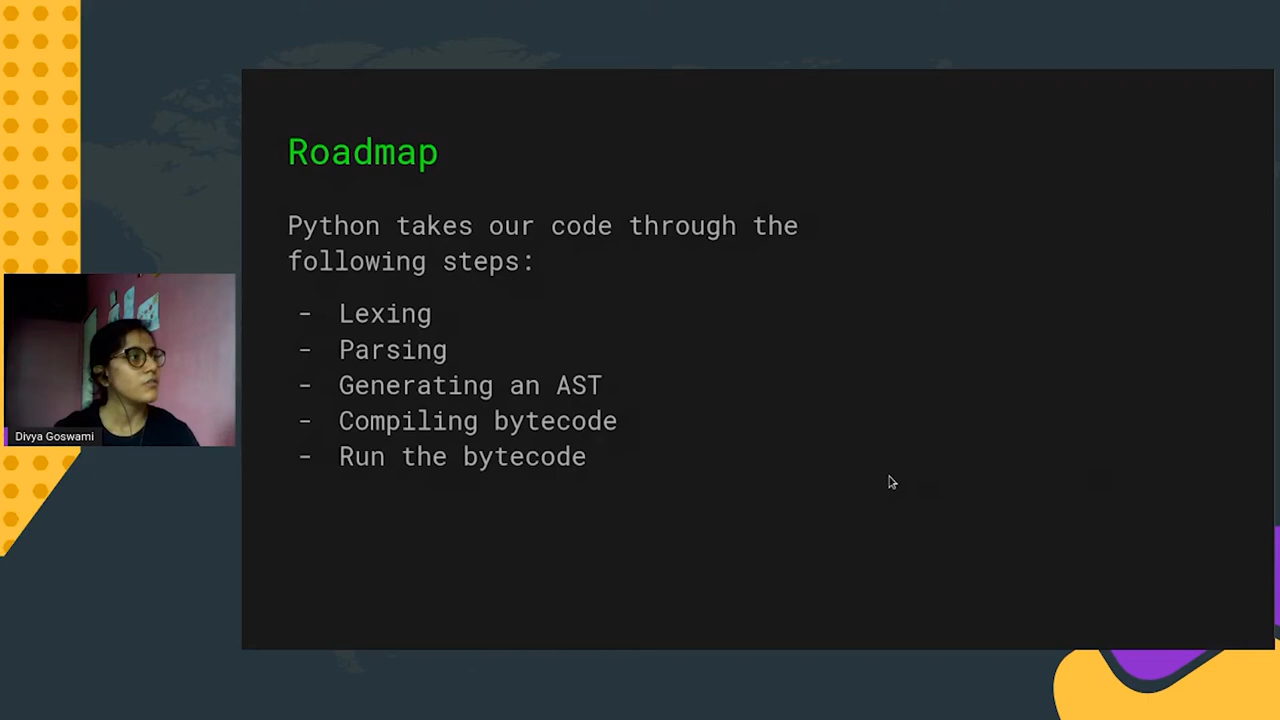 Roadmap
Python takes our code through the
following steps:
- Lexing
- Parsing
- Generating an AST
- Compiling bytecode
- Run the bytecode
Divya Goswami